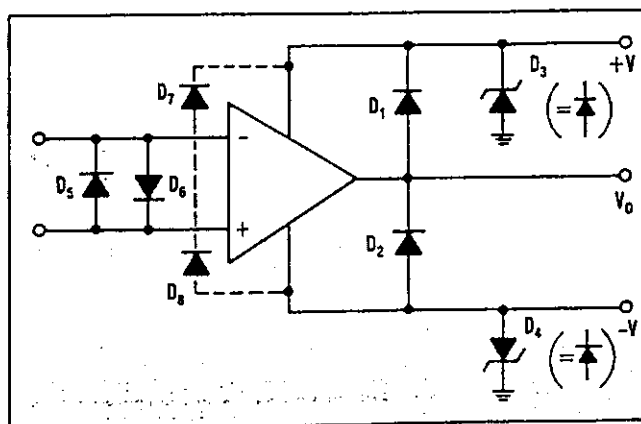 D₃
+V
D₇
D₁
(= )
−
D₅
D₆
V₀
+
D₂
D₈
D₄
−V
(= )